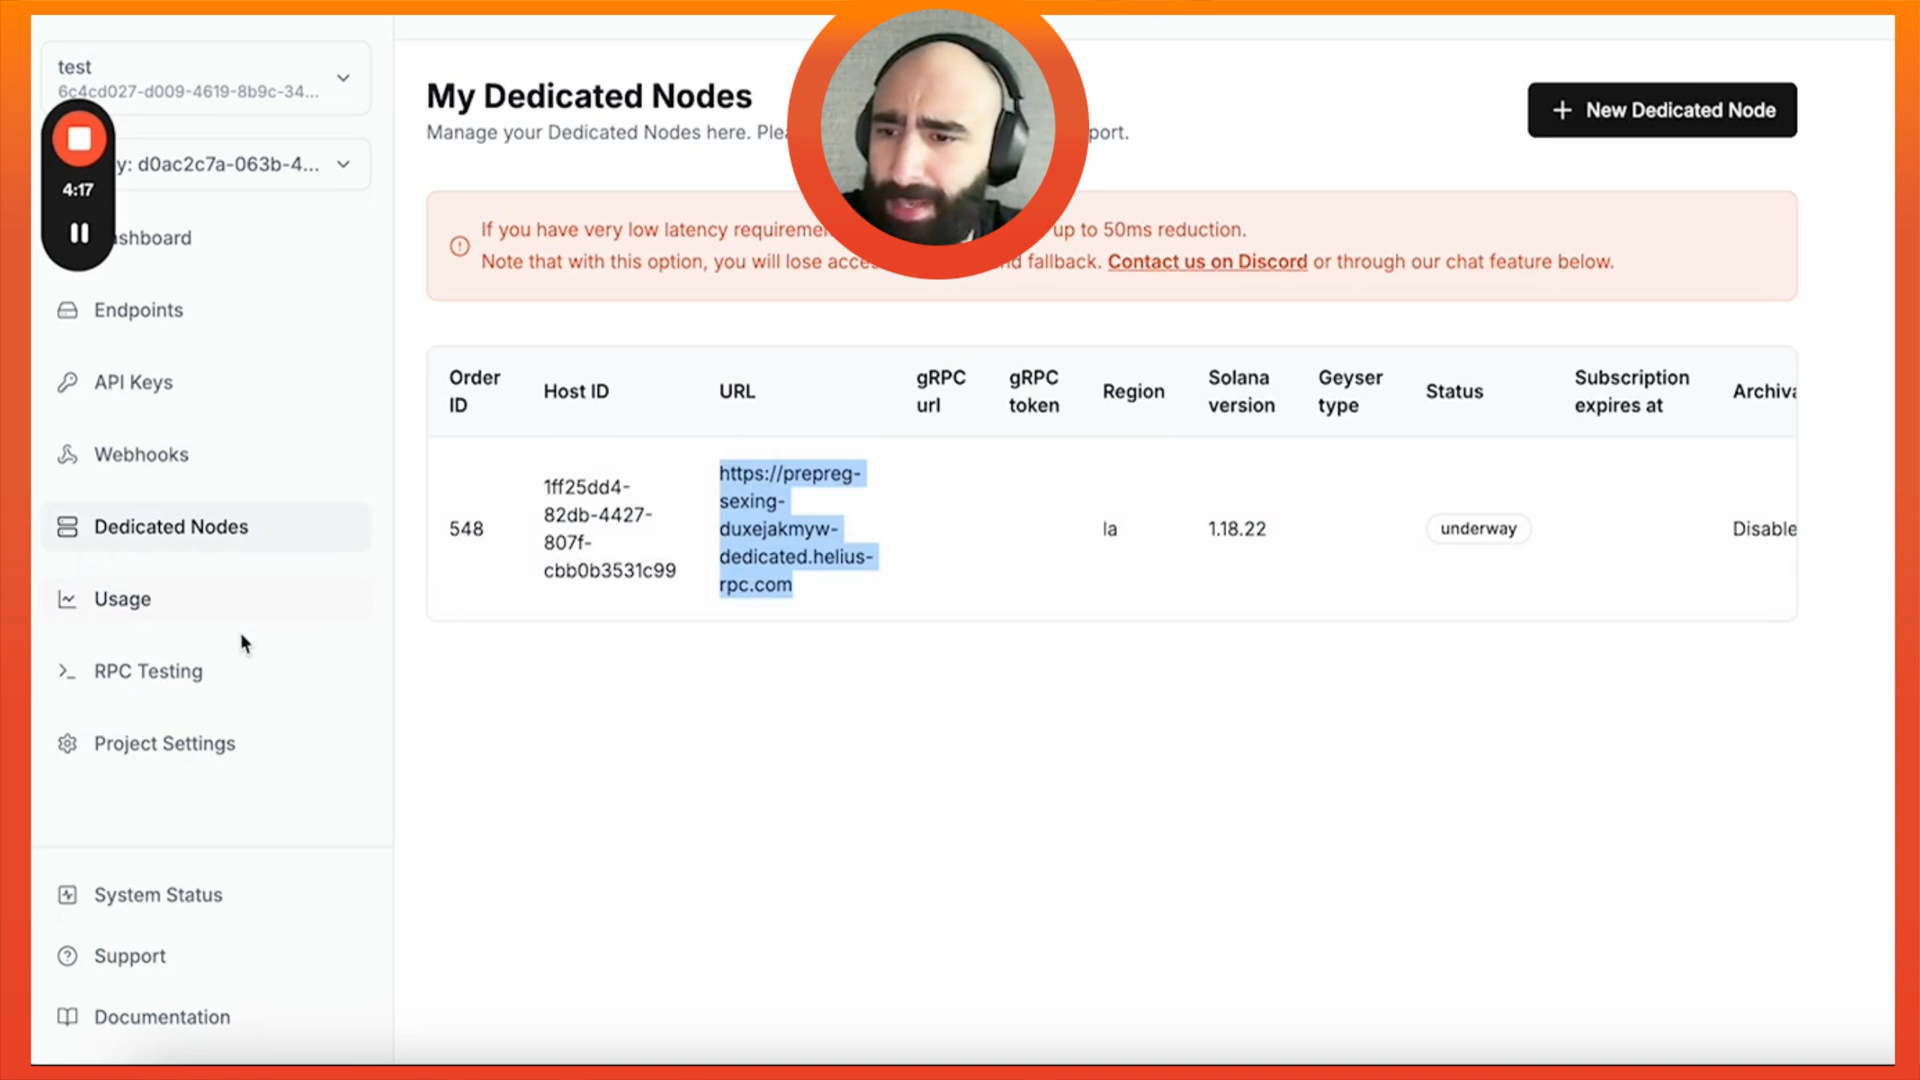 test
6c4cd027-d009-4619-8b9c-34...
4:17
y: d0ac2c7a-063b-4...
shboard
Endpoints
API Keys
Webhooks
Dedicated Nodes
Usage
RPC Testing
Project Settings
System Status
Support
Documentation
My Dedicated Nodes
Manage your Dedicated Nodes here. Plea port.
+ New Dedicated Node
If you have very low latency requiremen up to 50ms reduction.
Note that with this option, you will lose acce d fallback. Contact us on Discord or through our chat feature below.
Order ID
Host ID
URL
gRPC url
gRPC token
Region
Solana version
Geyser type
Status
Subscription expires at
Archiva
548
1ff25dd4-
82db-4427-
807f-
cbb0b3531c99
https://prepreg-
sexing-
duxejakmyw-
dedicated.helius-
rpc.com
la
1.18.22
underway
Disable